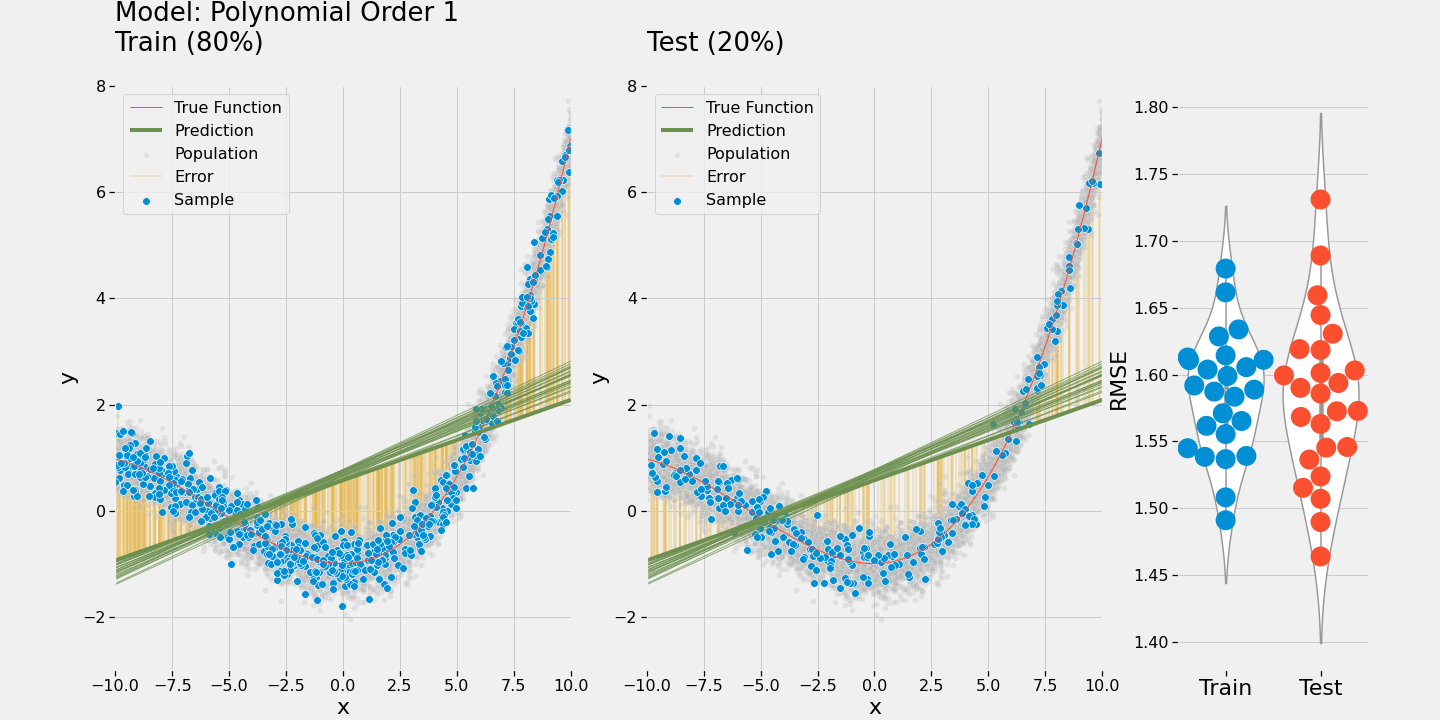 Model: Polynomial Order 1
Train (80%)
8
6
4
2
0
−2
y
True Function
Prediction
Population
Error
Sample
−10.0 −7.5 −5.0 −2.5 0.0 2.5 5.0 7.5 10.0
x
Test (20%)
8
6
4
2
0
−2
y
True Function
Prediction
Population
Error
Sample
−10.0 −7.5 −5.0 −2.5 0.0 2.5 5.0 7.5 10.0
x
1.80
1.75
1.70
1.65
1.60
1.55
1.50
1.45
1.40
RMSE
Train Test